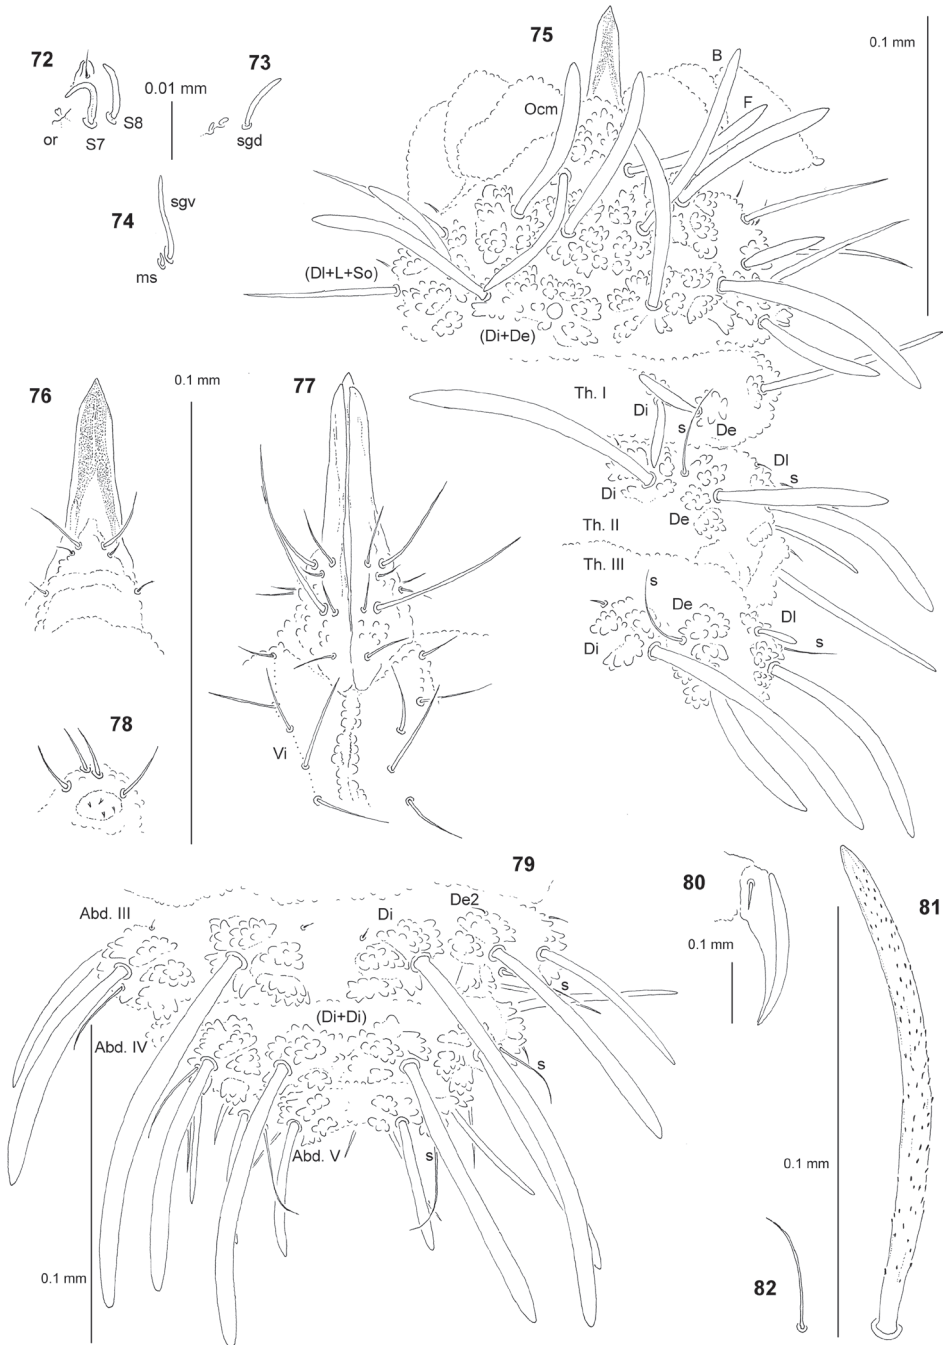 72
73
75
0.1 mm
B
0.01 mm
Ocm
F
or
S7
S8
sgd
74
sgv
ms
(Dl+L+So)
(Di+De)
76
0.1 mm
77
Th. I
Di
s
De
Dl
s
Di
De
Th. II
Th. III
s
De
Dl
Di
s
78
Vi
79
80
81
Abd. III
Di
De2
0.1 mm
s
(Di+Di)
Abd. IV
s
Abd. V
s
0.1 mm
0.1 mm
82